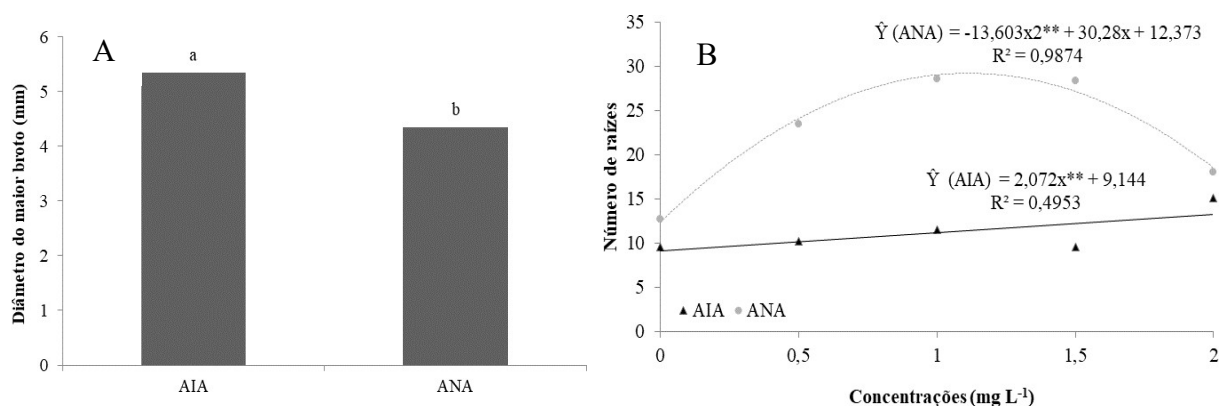 A
Diâmetro do maior broto (mm)
6
5
4
3
2
1
0
a
b
AIA
ANA
B
Número de raízes
35
30
25
20
15
10
5
0
Ŷ (ANA) = -13,603x2** + 30,28x + 12,373
R² = 0,9874
Ŷ (AIA) = 2,072x** + 9,144
R² = 0,4953
AIA ANA
0 0,5 1 1,5 2
Concentrações (mg L⁻¹)